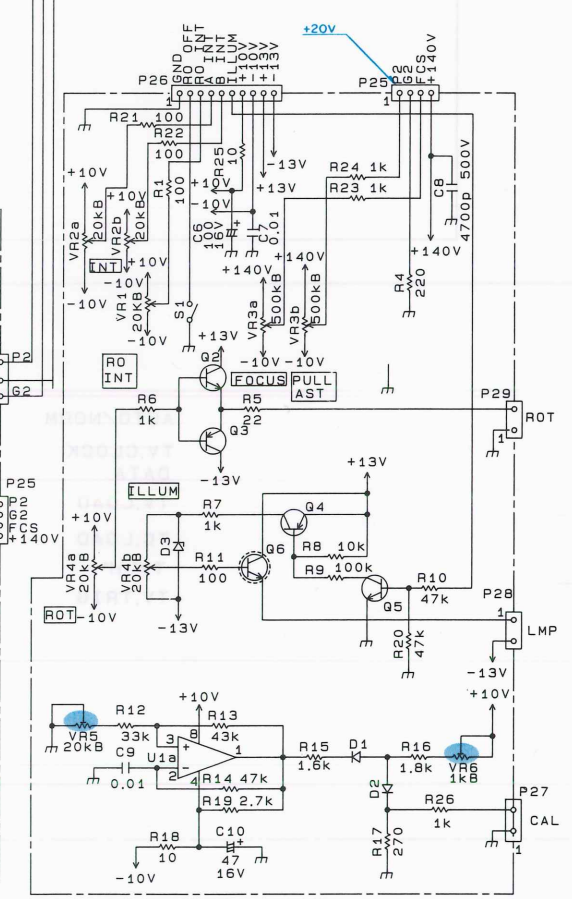 +20V
GND
RO OFF
RO INT
A INT
B INT
ILLUM
+10V
-10V
+13V
-13V
P26
1
P2
G2
FCS
+140V
P25
1
R21 100
R22
100
R1
100
R25
10
-13V
+13V
+10V
-10V
R24 1k
R23 1k
C8
4700p 500V
+10V
+10V
VR2a
20kB
VR2b
20kB
INT
-10V
+10V
-10V
VR1
20KB
-10V
C6
100
16V
C7
0.01
S1
+140V
+140V
+140V
VR3a
500kB
VR3b
500kB
R4
220
-10V
-10V
+13V
Q2
RO
INT
FOCUS
PULL
AST
R6
1k
R5
22
Q3
-13V
P29
1
ROT
P2
G2
P25
P2
G2
FCS
+140V
ILLUM
+13V
R7
1k
Q4
+10V
D3
Q6
R8 10k
R9 100k
VR4a
20kB
VR4b
20kB
R11
100
Q5
R10
47k
P28
1
LMP
ROT
-10V
-13V
R20
47k
-13V
+10V
+10V
VR5
20kB
R12
33k
R13
43k
8
3
+
U1a
-
2
1
4
C9
0.01
R14 47k
R19 2.7k
R15
1.6k
D1
R16
1.8k
VR6
1kB
D2
R26
1k
P27
CAL
1
R18
10
-10V
C10
47
16V
R17
270